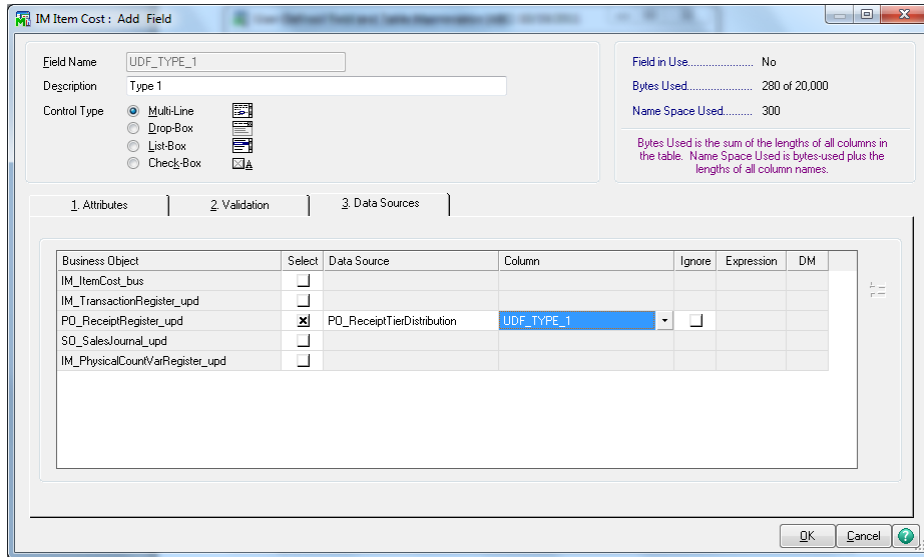 IM Item Cost : Add Field
Field Name UDF_TYPE_1
Description Type 1
Control Type Multi-Line
Drop-Box
List-Box
Check-Box
Field in Use...................... No
Bytes Used...................... 280 of 20,000
Name Space Used.......... 300
Bytes Used is the sum of the lengths of all columns in
the table. Name Space Used is bytes-used plus the
lengths of all column names.
1. Attributes 2. Validation 3. Data Sources
Business Object Select Data Source Column Ignore Expression DM
IM_ItemCost_bus
IM_TransactionRegister_upd
PO_ReceiptRegister_upd PO_ReceiptTierDistribution UDF_TYPE_1
SO_SalesJournal_upd
IM_PhysicalCountVarRegister_upd
OK Cancel